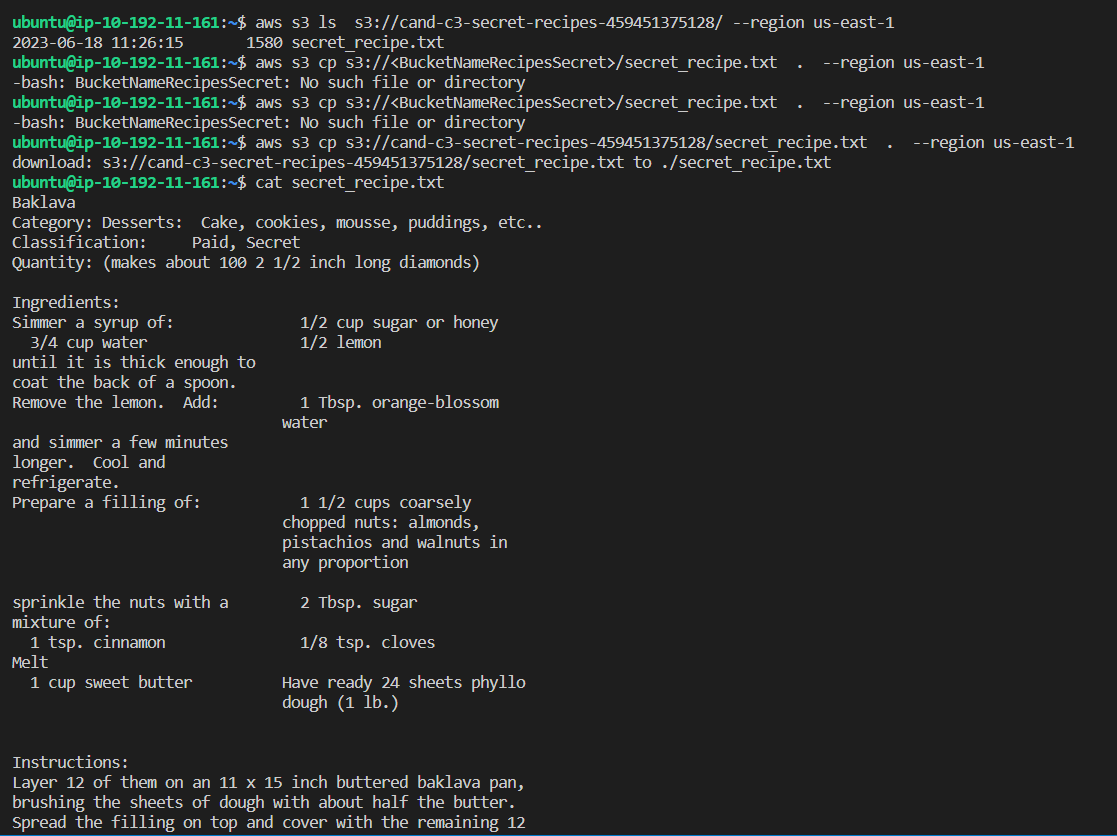 ubuntu@ip-10-192-11-161:~$ aws s3 ls  s3://cand-c3-secret-recipes-459451375128/ --region us-east-1
2023-06-18 11:26:15       1580 secret_recipe.txt
ubuntu@ip-10-192-11-161:~$ aws s3 cp s3://<BucketNameRecipesSecret>/secret_recipe.txt  .  --region us-east-1
-bash: BucketNameRecipesSecret: No such file or directory
ubuntu@ip-10-192-11-161:~$ aws s3 cp s3://<BucketNameRecipesSecret>/secret_recipe.txt  .  --region us-east-1
-bash: BucketNameRecipesSecret: No such file or directory
ubuntu@ip-10-192-11-161:~$ aws s3 cp s3://cand-c3-secret-recipes-459451375128/secret_recipe.txt  .  --region us-east-1
download: s3://cand-c3-secret-recipes-459451375128/secret_recipe.txt to ./secret_recipe.txt
ubuntu@ip-10-192-11-161:~$ cat secret_recipe.txt
Baklava
Category: Desserts:  Cake, cookies, mousse, puddings, etc..
Classification:     Paid, Secret
Quantity: (makes about 100 2 1/2 inch long diamonds)

Ingredients:
Simmer a syrup of:              1/2 cup sugar or honey
  3/4 cup water                 1/2 lemon
until it is thick enough to
coat the back of a spoon.
Remove the lemon.  Add:         1 Tbsp. orange-blossom
                              water
and simmer a few minutes
longer.  Cool and
refrigerate.
Prepare a filling of:           1 1/2 cups coarsely
                              chopped nuts: almonds,
                              pistachios and walnuts in
                              any proportion

sprinkle the nuts with a        2 Tbsp. sugar
mixture of:
  1 tsp. cinnamon               1/8 tsp. cloves
Melt
  1 cup sweet butter          Have ready 24 sheets phyllo
                              dough (1 lb.)


Instructions:
Layer 12 of them on an 11 x 15 inch buttered baklava pan,
brushing the sheets of dough with about half the butter.
Spread the filling on top and cover with the remaining 12